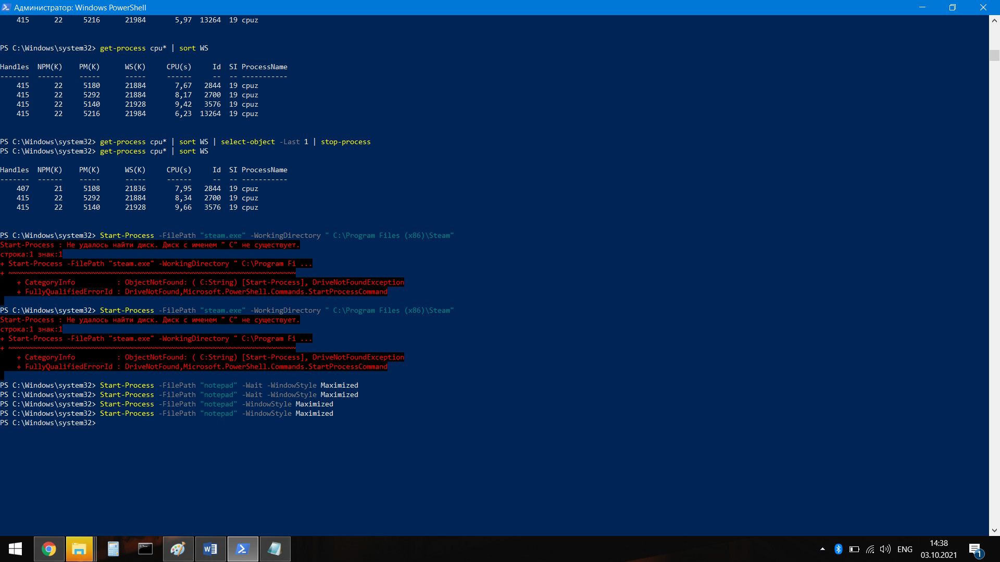 Администратор: Windows PowerShell
415 22 5216 21984 5,97 13264 19 cpuz
PS C:\Windows\system32> get-process cpu* | sort WS
Handles NPM(K) PM(K) WS(K) CPU(s) Id SI ProcessName
------- ------ ----- ----- ------ -- -- -----------
415 22 5180 21884 7,67 2844 19 cpuz
415 22 5292 21884 8,17 2700 19 cpuz
415 22 5140 21928 9,42 3576 19 cpuz
415 22 5216 21984 6,23 13264 19 cpuz
PS C:\Windows\system32> get-process cpu* | sort WS | select-object -Last 1 | stop-process
PS C:\Windows\system32> get-process cpu* | sort WS
Handles NPM(K) PM(K) WS(K) CPU(s) Id SI ProcessName
------- ------ ----- ----- ------ -- -- -----------
407 21 5108 21836 7,95 2844 19 cpuz
415 22 5292 21884 8,34 2700 19 cpuz
415 22 5140 21928 9,66 3576 19 cpuz
PS C:\Windows\system32> Start-Process -FilePath "steam.exe" -WorkingDirectory " C:\Program Files (x86)\Steam"
Start-Process : Не удалось найти диск. Диск с именем " C" не существует.
строка:1 знак:1
+ Start-Process -FilePath "steam.exe" -WorkingDirectory " C:\Program Fi ...
+ ~~~~~~~~~~~~~~~~~~~~~~~~~~~~~~~~~~~~~~~~~~~~~~~~~~~~~~~~~~~~~~~~~~~~~
+ CategoryInfo : ObjectNotFound: ( C:String) [Start-Process], DriveNotFoundException
+ FullyQualifiedErrorId : DriveNotFound,Microsoft.PowerShell.Commands.StartProcessCommand
PS C:\Windows\system32> Start-Process -FilePath "steam.exe" -WorkingDirectory " C:\Program Files (x86)\Steam"
Start-Process : Не удалось найти диск. Диск с именем " C" не существует.
строка:1 знак:1
+ Start-Process -FilePath "steam.exe" -WorkingDirectory " C:\Program Fi ...
+ ~~~~~~~~~~~~~~~~~~~~~~~~~~~~~~~~~~~~~~~~~~~~~~~~~~~~~~~~~~~~~~~~~~~~~
+ CategoryInfo : ObjectNotFound: ( C:String) [Start-Process], DriveNotFoundException
+ FullyQualifiedErrorId : DriveNotFound,Microsoft.PowerShell.Commands.StartProcessCommand
PS C:\Windows\system32> Start-Process -FilePath "notepad" -Wait -WindowStyle Maximized
PS C:\Windows\system32> Start-Process -FilePath "notepad" -Wait -WindowStyle Maximized
PS C:\Windows\system32> Start-Process -FilePath "notepad" -WindowStyle Maximized
PS C:\Windows\system32> Start-Process -FilePath "notepad" -WindowStyle Maximized
PS C:\Windows\system32>
ENG
14:38
03.10.2021
1